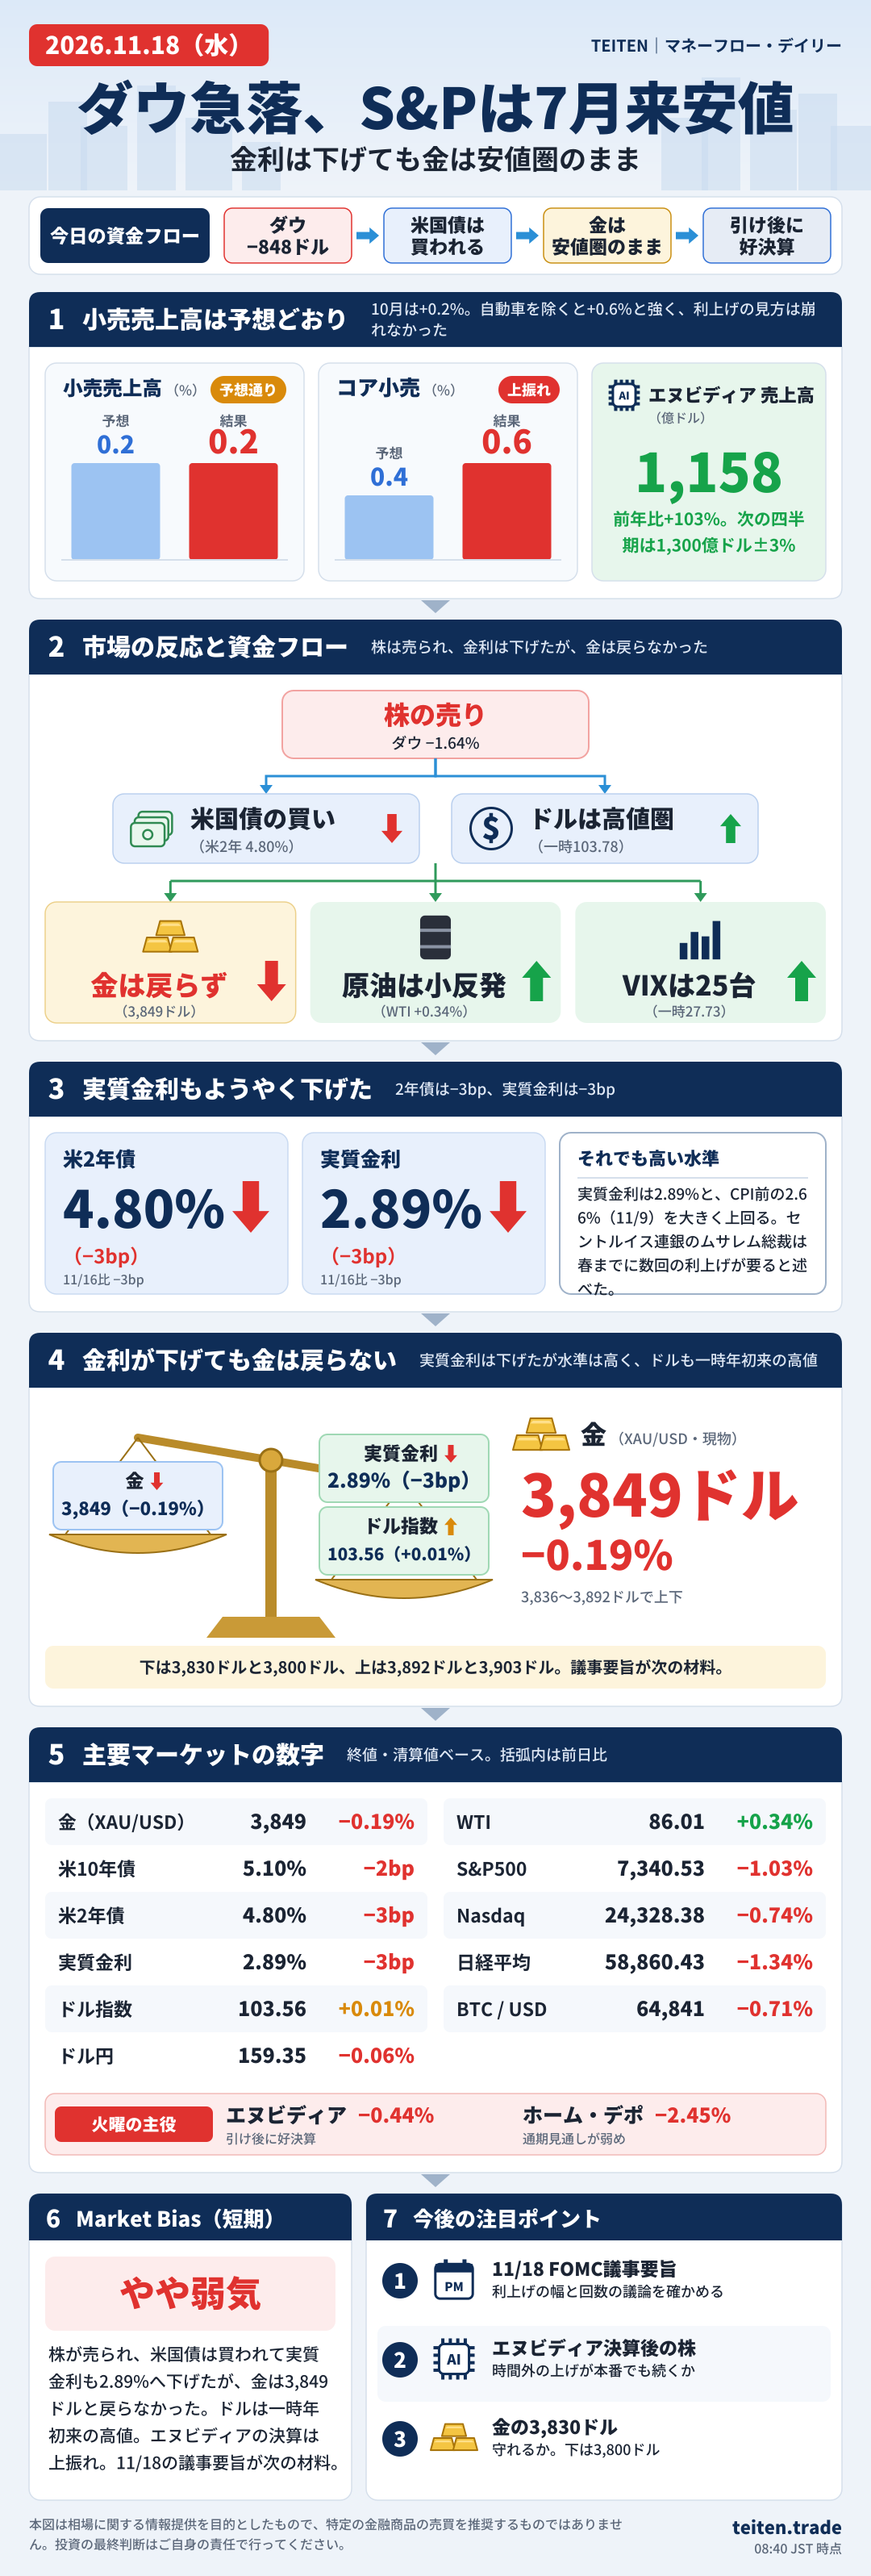 2026.11.18（水）
TEITEN｜マネーフロー・デイリー
ダウ急落、S&Pは7月来安値
金利は下げても金は安値圏のまま
今日の資金フロー
ダウ
−848ドル
米国債は
買われる
金は
安値圏のまま
引け後に
好決算
1 小売売上高は予想どおり
10月は+0.2%。自動車を除くと+0.6%と強く、利上げの見方は崩
れなかった
小売売上高（%）
予想通り
予想
0.2
結果
0.2
コア小売（%）
上振れ
予想
0.4
結果
0.6
AI
エヌビディア 売上高
（億ドル）
1,158
前年比+103%。次の四半
期は1,300億ドル±3%
2 市場の反応と資金フロー
株は売られ、金利は下げたが、金は戻らなかった
株の売り
ダウ −1.64%
米国債の買い
（米2年 4.80%）
$
ドルは高値圏
（一時103.78）
金は戻らず
（3,849ドル）
原油は小反発
（WTI +0.34%）
VIXは25台
（一時27.73）
3 実質金利もようやく下げた
2年債は−3bp、実質金利は−3bp
米2年債
4.80%
（−3bp）
11/16比 −3bp
実質金利
2.89%
（−3bp）
11/16比 −3bp
それでも高い水準
実質金利は2.89%と、CPI前の2.6
6%（11/9）を大きく上回る。セ
ントルイス連銀のムサレム総裁は
春までに数回の利上げが要ると述
べた。
4 金利が下げても金は戻らない
実質金利は下げたが水準は高く、ドルも一時年初来の高値
金
3,849（−0.19%）
実質金利
2.89%（−3bp）
ドル指数
103.56（+0.01%）
金（XAU/USD・現物）
3,849ドル
−0.19%
3,836〜3,892ドルで上下
下は3,830ドルと3,800ドル、上は3,892ドルと3,903ドル。議事要旨が次の材料。
5 主要マーケットの数字
終値・清算値ベース。括弧内は前日比
金（XAU/USD） 3,849 −0.19%
米10年債 5.10% −2bp
米2年債 4.80% −3bp
実質金利 2.89% −3bp
ドル指数 103.56 +0.01%
ドル円 159.35 −0.06%
WTI 86.01 +0.34%
S&P500 7,340.53 −1.03%
Nasdaq 24,328.38 −0.74%
日経平均 58,860.43 −1.34%
BTC / USD 64,841 −0.71%
火曜の主役
エヌビディア −0.44%
引け後に好決算
ホーム・デポ −2.45%
通期見通しが弱め
6 Market Bias（短期）
やや弱気
株が売られ、米国債は買われて実質
金利も2.89%へ下げたが、金は3,849
ドルと戻らなかった。ドルは一時年
初来の高値。エヌビディアの決算は
上振れ。11/18の議事要旨が次の材料。
7 今後の注目ポイント
1
PM
11/18 FOMC議事要旨
利上げの幅と回数の議論を確かめる
2
AI
エヌビディア決算後の株
時間外の上げが本番でも続くか
3
金の3,830ドル
守れるか。下は3,800ドル
本図は相場に関する情報提供を目的としたもので、特定の金融商品の売買を推奨するものではありませ
ん。投資の最終判断はご自身の責任で行ってください。
teiten.trade
08:40 JST 時点